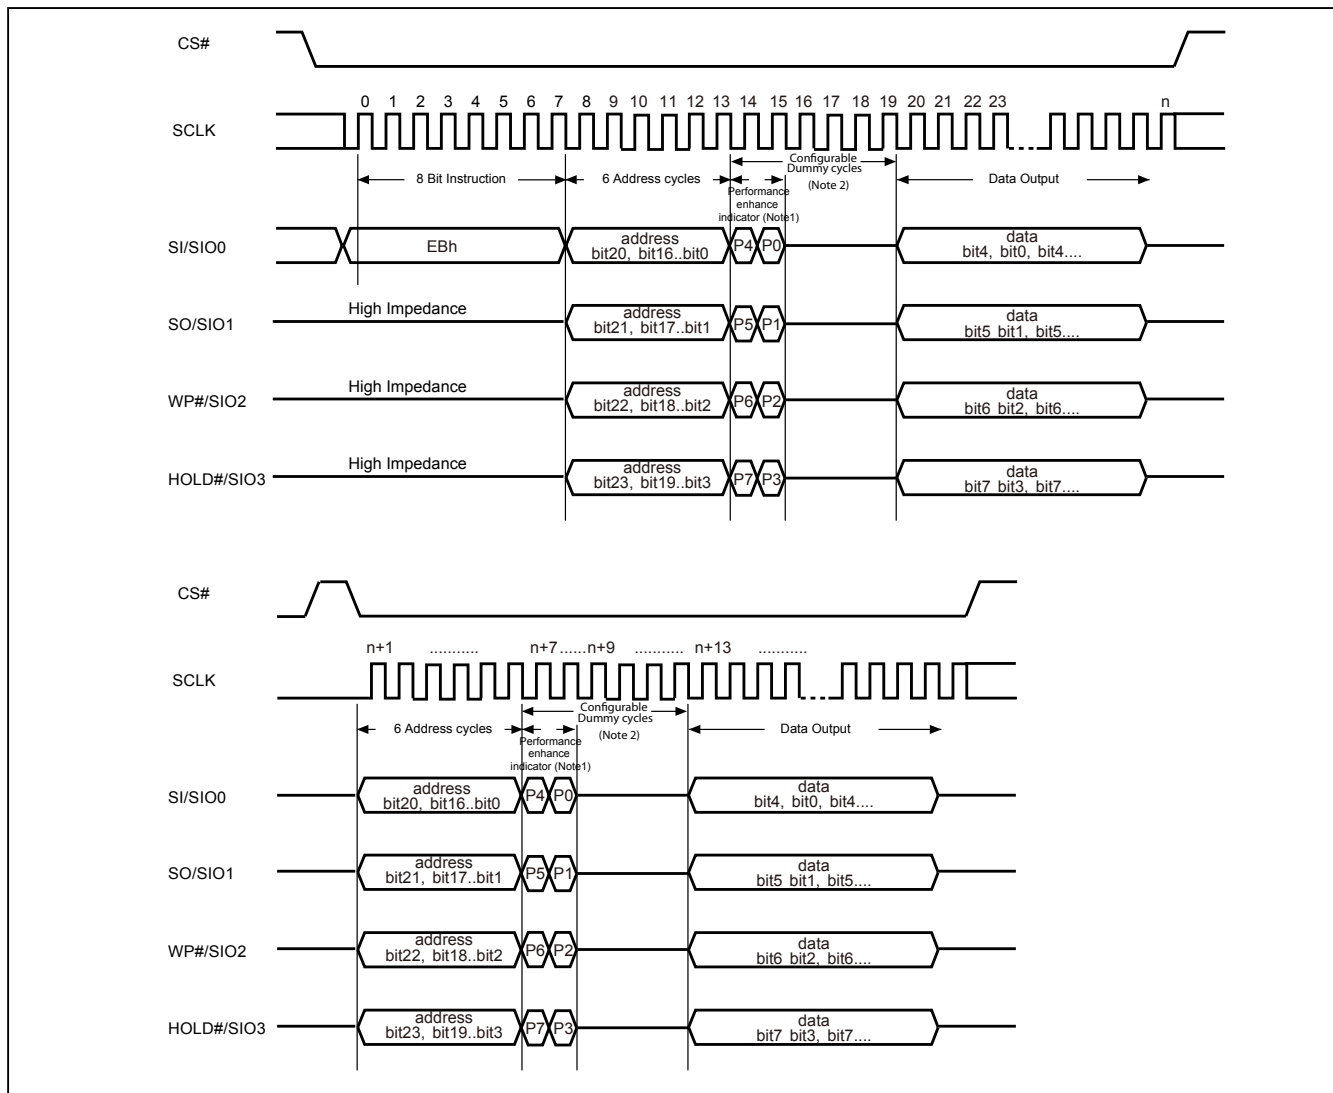 CS#
0 1 2 3 4 5 6 7 8 9 10 11 12 13 14 15 16 17 18 19 20 21 22 23 n
SCLK
8 Bit Instruction
6 Address cycles
Configurable
Dummy cycles
(Note 2)
Data Output
Performance
enhance
indicator (Note1)
SI/SIO0
EBh
address
bit20, bit16..bit0
P4 P0
data
bit4, bit0, bit4....
SO/SIO1
High Impedance
address
bit21, bit17..bit1
P5 P1
data
bit5 bit1, bit5....
WP#/SIO2
High Impedance
address
bit22, bit18..bit2
P6 P2
data
bit6 bit2, bit6....
HOLD#/SIO3
High Impedance
address
bit23, bit19..bit3
P7 P3
data
bit7 bit3, bit7....
CS#
n+1 ........... n+7 ......n+9 ........... n+13 ...........
SCLK
6 Address cycles
Configurable
Dummy cycles
(Note 2)
Data Output
Performance
enhance
indicator (Note1)
SI/SIO0
address
bit20, bit16..bit0
P4 P0
data
bit4, bit0, bit4....
SO/SIO1
address
bit21, bit17..bit1
P5 P1
data
bit5 bit1, bit5....
WP#/SIO2
address
bit22, bit18..bit2
P6 P2
data
bit6 bit2, bit6....
HOLD#/SIO3
address
bit23, bit19..bit3
P7 P3
data
bit7 bit3, bit7....